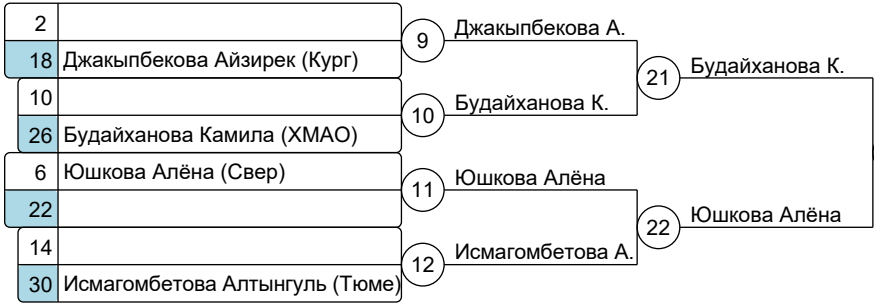 2
9
Джакыпбекова А.
18 Джакыпбекова Айзирек (Кург)
21
Будайханова К.
10
10
Будайханова К.
26 Будайханова Камила (ХМАО)
6 Юшкова Алёна (Свер)
11
Юшкова Алёна
22
22
Юшкова Алёна
14
12
Исмагомбетова А.
30 Исмагомбетова Алтынгуль (Тюме)